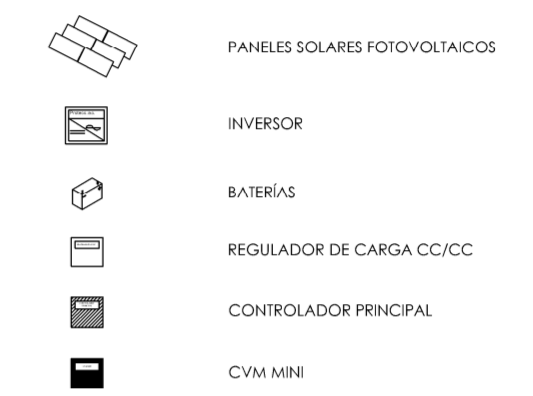 PANELES SOLARES FOTOVOLTAICOS
INVERSOR
BATERÍAS
REGULADOR DE CARGA CC/CC
CONTROLADOR PRINCIPAL
CVM MINI